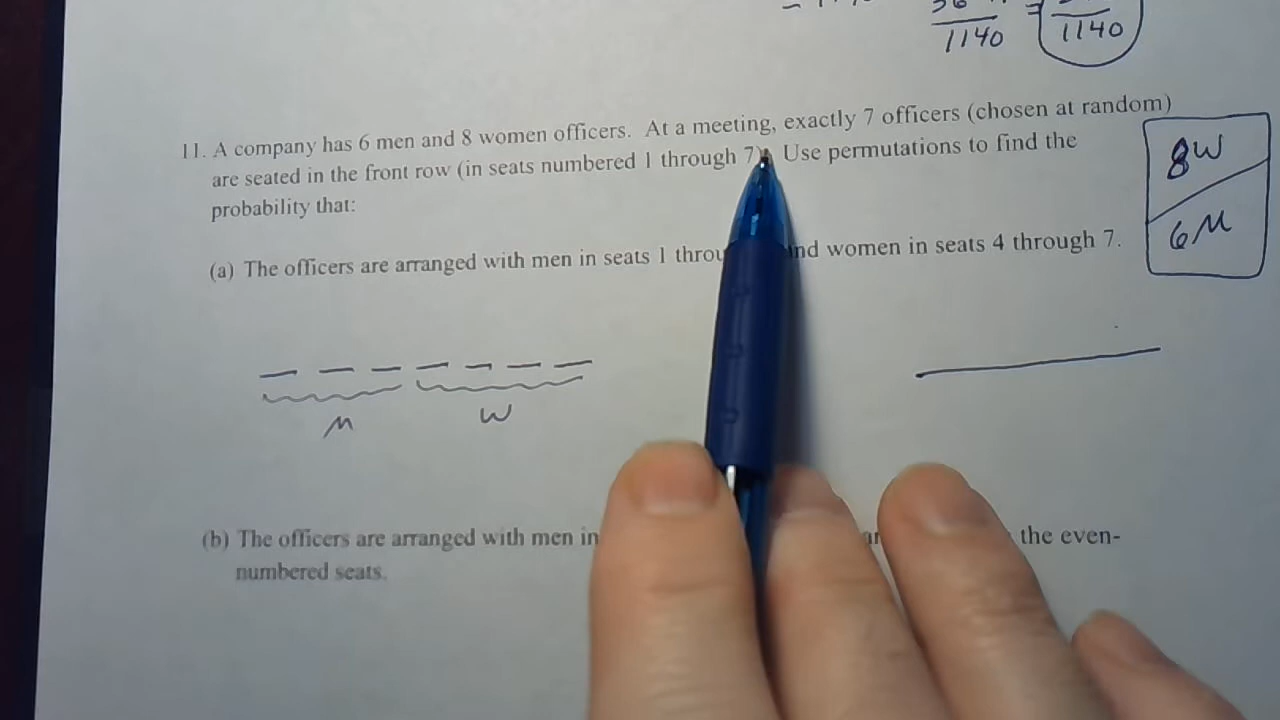 1140 = 1140
11. A company has 6 men and 8 women officers. At a meeting, exactly 7 officers (chosen at random)
are seated in the front row (in seats numbered 1 through 7). Use permutations to find the
probability that:
8W
6M
(a) The officers are arranged with men in seats 1 and women in seats 4 through 7.
M W
(b) The officers are arranged with men in the even-
numbered seats.